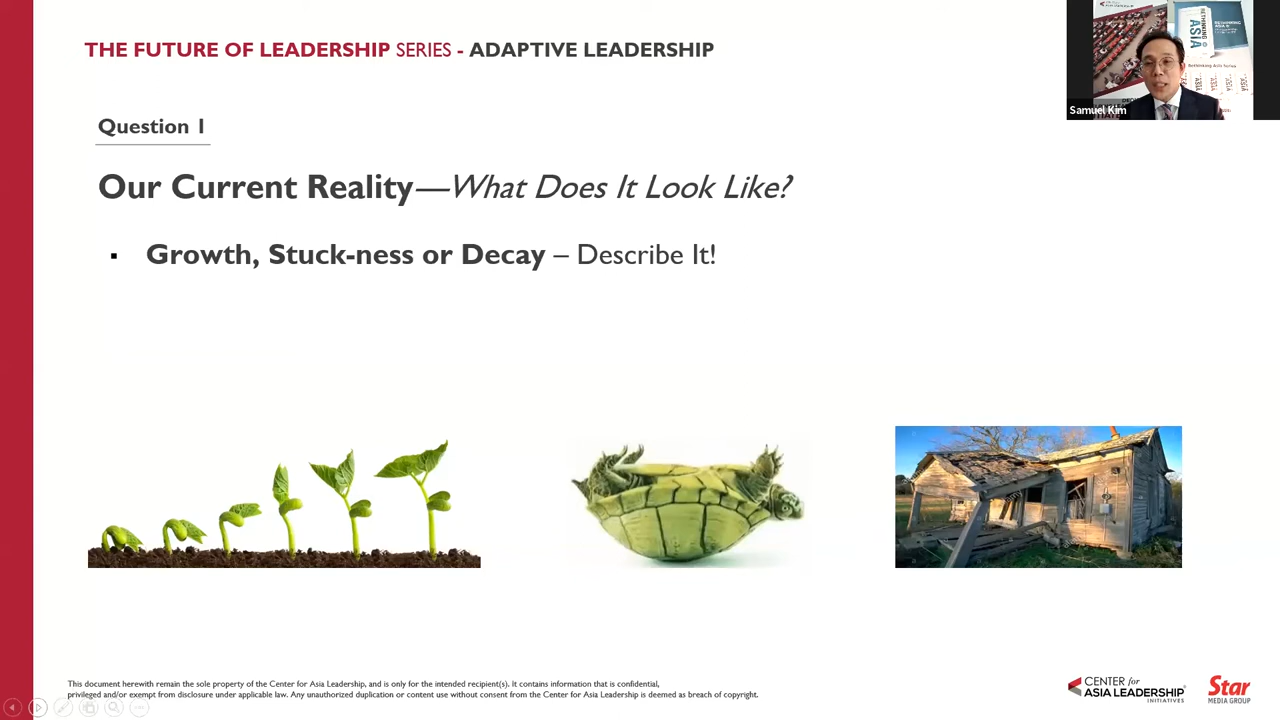 THE FUTURE OF LEADERSHIP SERIES - ADAPTIVE LEADERSHIP
Samuel Kim
Question 1
Our Current Reality—What Does It Look Like?
▪ Growth, Stuck-ness or Decay – Describe It!
This document herewith remain the sole property of the Center for Asia Leadership, and is only for the intended recipient(s). It contains information that is confidential,
privileged and/or exempt from disclosure under applicable law. Any unauthorized duplication or content use without consent from the Center for Asia Leadership is deemed as breach of copyright.
CENTER for
ASIA LEADERSHIP
INITIATIVES
Star
MEDIA GROUP
RETHINKING
ASIA